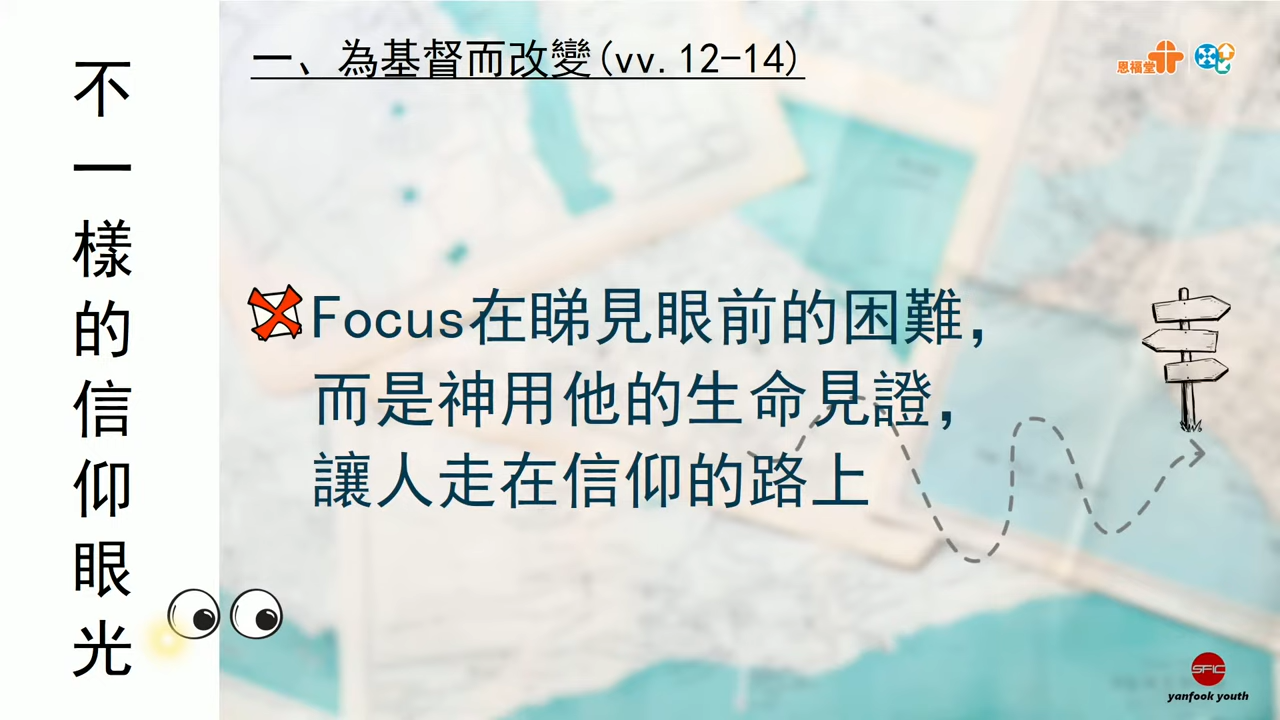 不一樣的信仰眼光
一、為基督而改變(vv.12-14)
恩福堂
Focus在睇見眼前的困難,
而是神用他的生命見證,
讓人走在信仰的路上
SFIC
yanfook youth